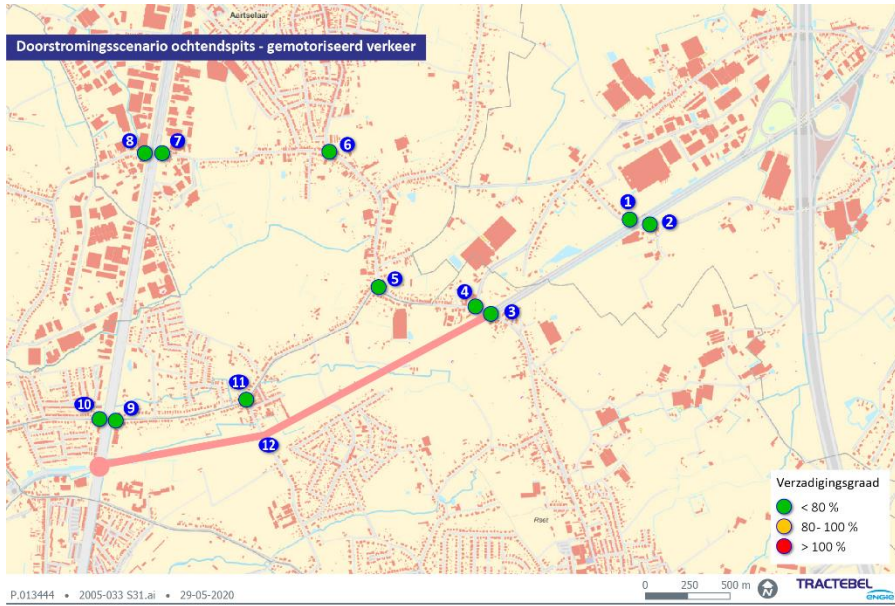 Aartselaar
Doorstromingsscenario ochtendspits - gemotoriseerd verkeer
8
7
6
1
2
5
4
3
11
10
9
12
Verzadigingsgraad
< 80 %
80 - 100 %
> 100 %
Reet
P.013444 • 2005-033 S31.ai • 29-05-2020
0 250 500 m
TRACTEBEL
ENGIE